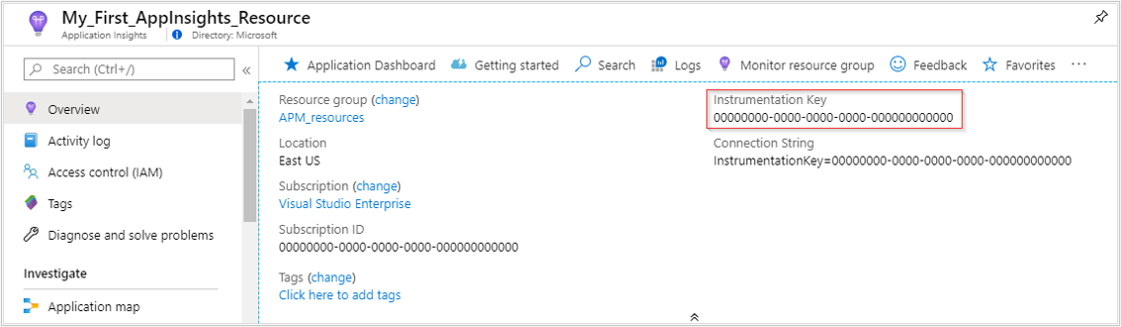 My_First_AppInsights_Resource
Application Insights
Directory: Microsoft
Search (Ctrl+/)
Overview
Activity log
Access control (IAM)
Tags
Diagnose and solve problems
Investigate
Application map
Application Dashboard
Getting started
Search
Logs
Monitor resource group
Feedback
Favorites
Resource group (change)
APM_resources
Location
East US
Subscription (change)
Visual Studio Enterprise
Subscription ID
00000000-0000-0000-0000-000000000000
Tags (change)
Click here to add tags
Instrumentation Key
00000000-0000-0000-0000-000000000000
Connection String
InstrumentationKey=00000000-0000-0000-0000-000000000000